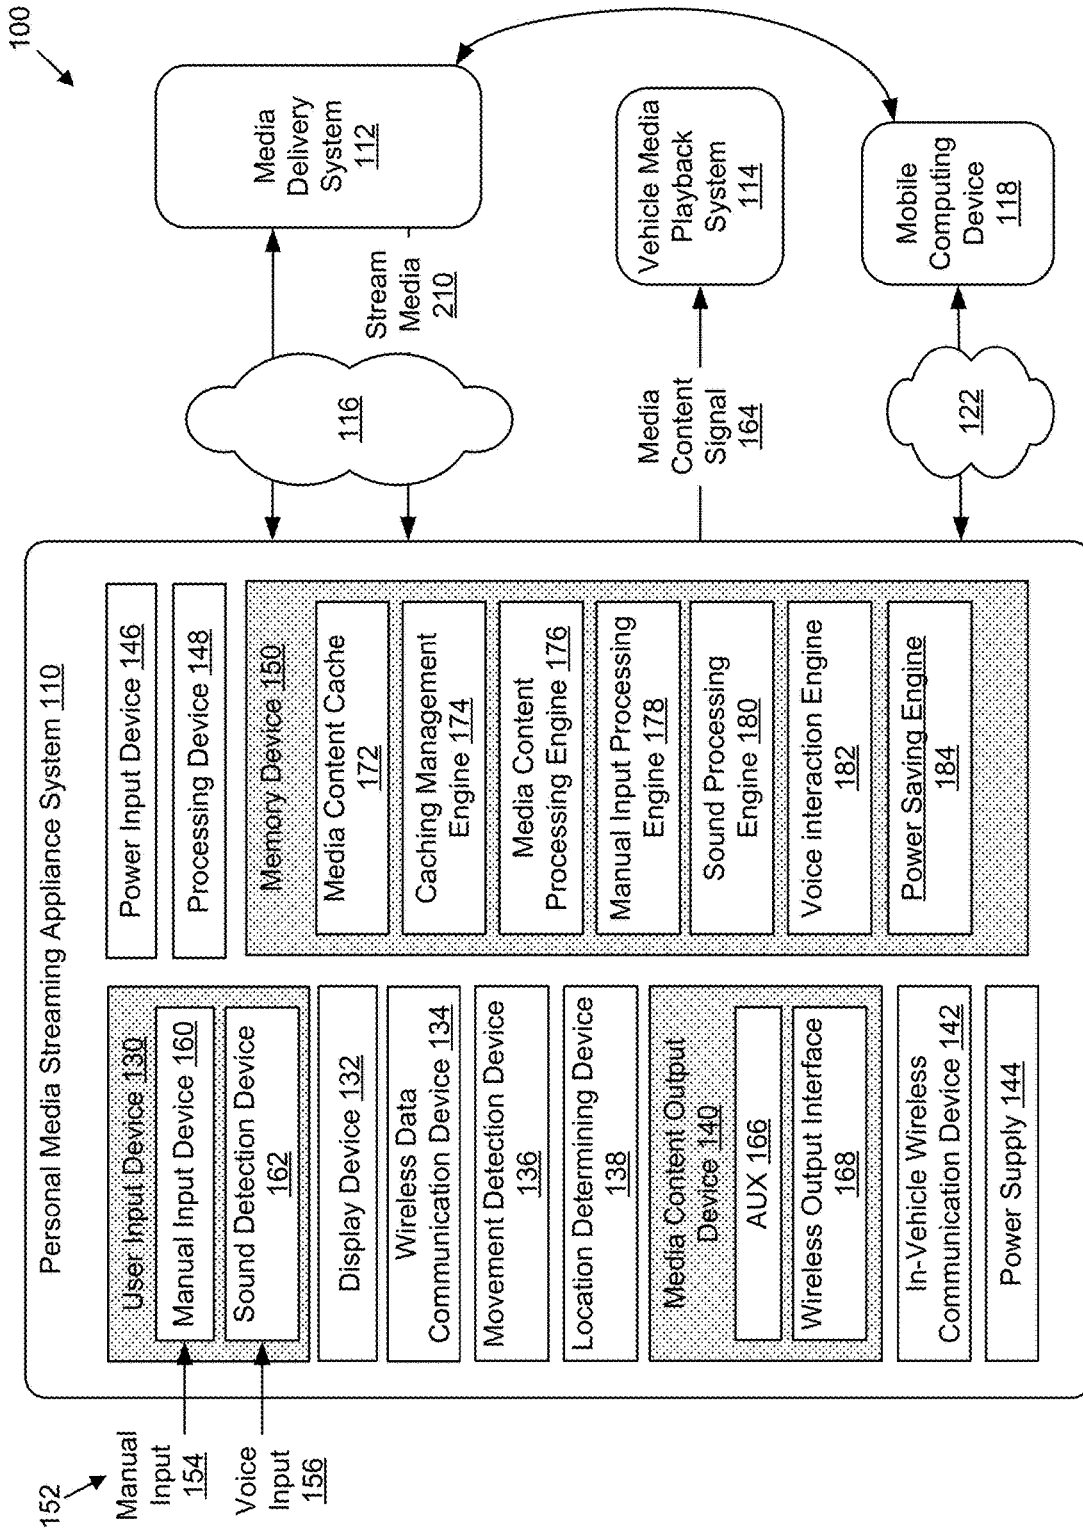 100
152
Manual
Input
154
Voice
Input
156
Personal Media Streaming Appliance System 110
User Input Device 130
Manual Input Device 160
Sound Detection Device
162
Display Device 132
Wireless Data
Communication Device 134
Movement Detection Device
136
Location Determining Device
138
Media Content Output
Device 140
AUX 166
Wireless Output Interface
168
In-Vehicle Wireless
Communication Device 142
Power Supply 144
Power Input Device 146
Processing Device 148
Memory Device 150
Media Content Cache
172
Caching Management
Engine 174
Media Content
Processing Engine 176
Manual Input Processing
Engine 178
Sound Processing
Engine 180
Voice interaction Engine
182
Power Saving Engine
184
116
Stream
Media
210
Media
Content
Signal
164
122
Media
Delivery
System
112
Vehicle Media
Playback
System
114
Mobile
Computing
Device
118